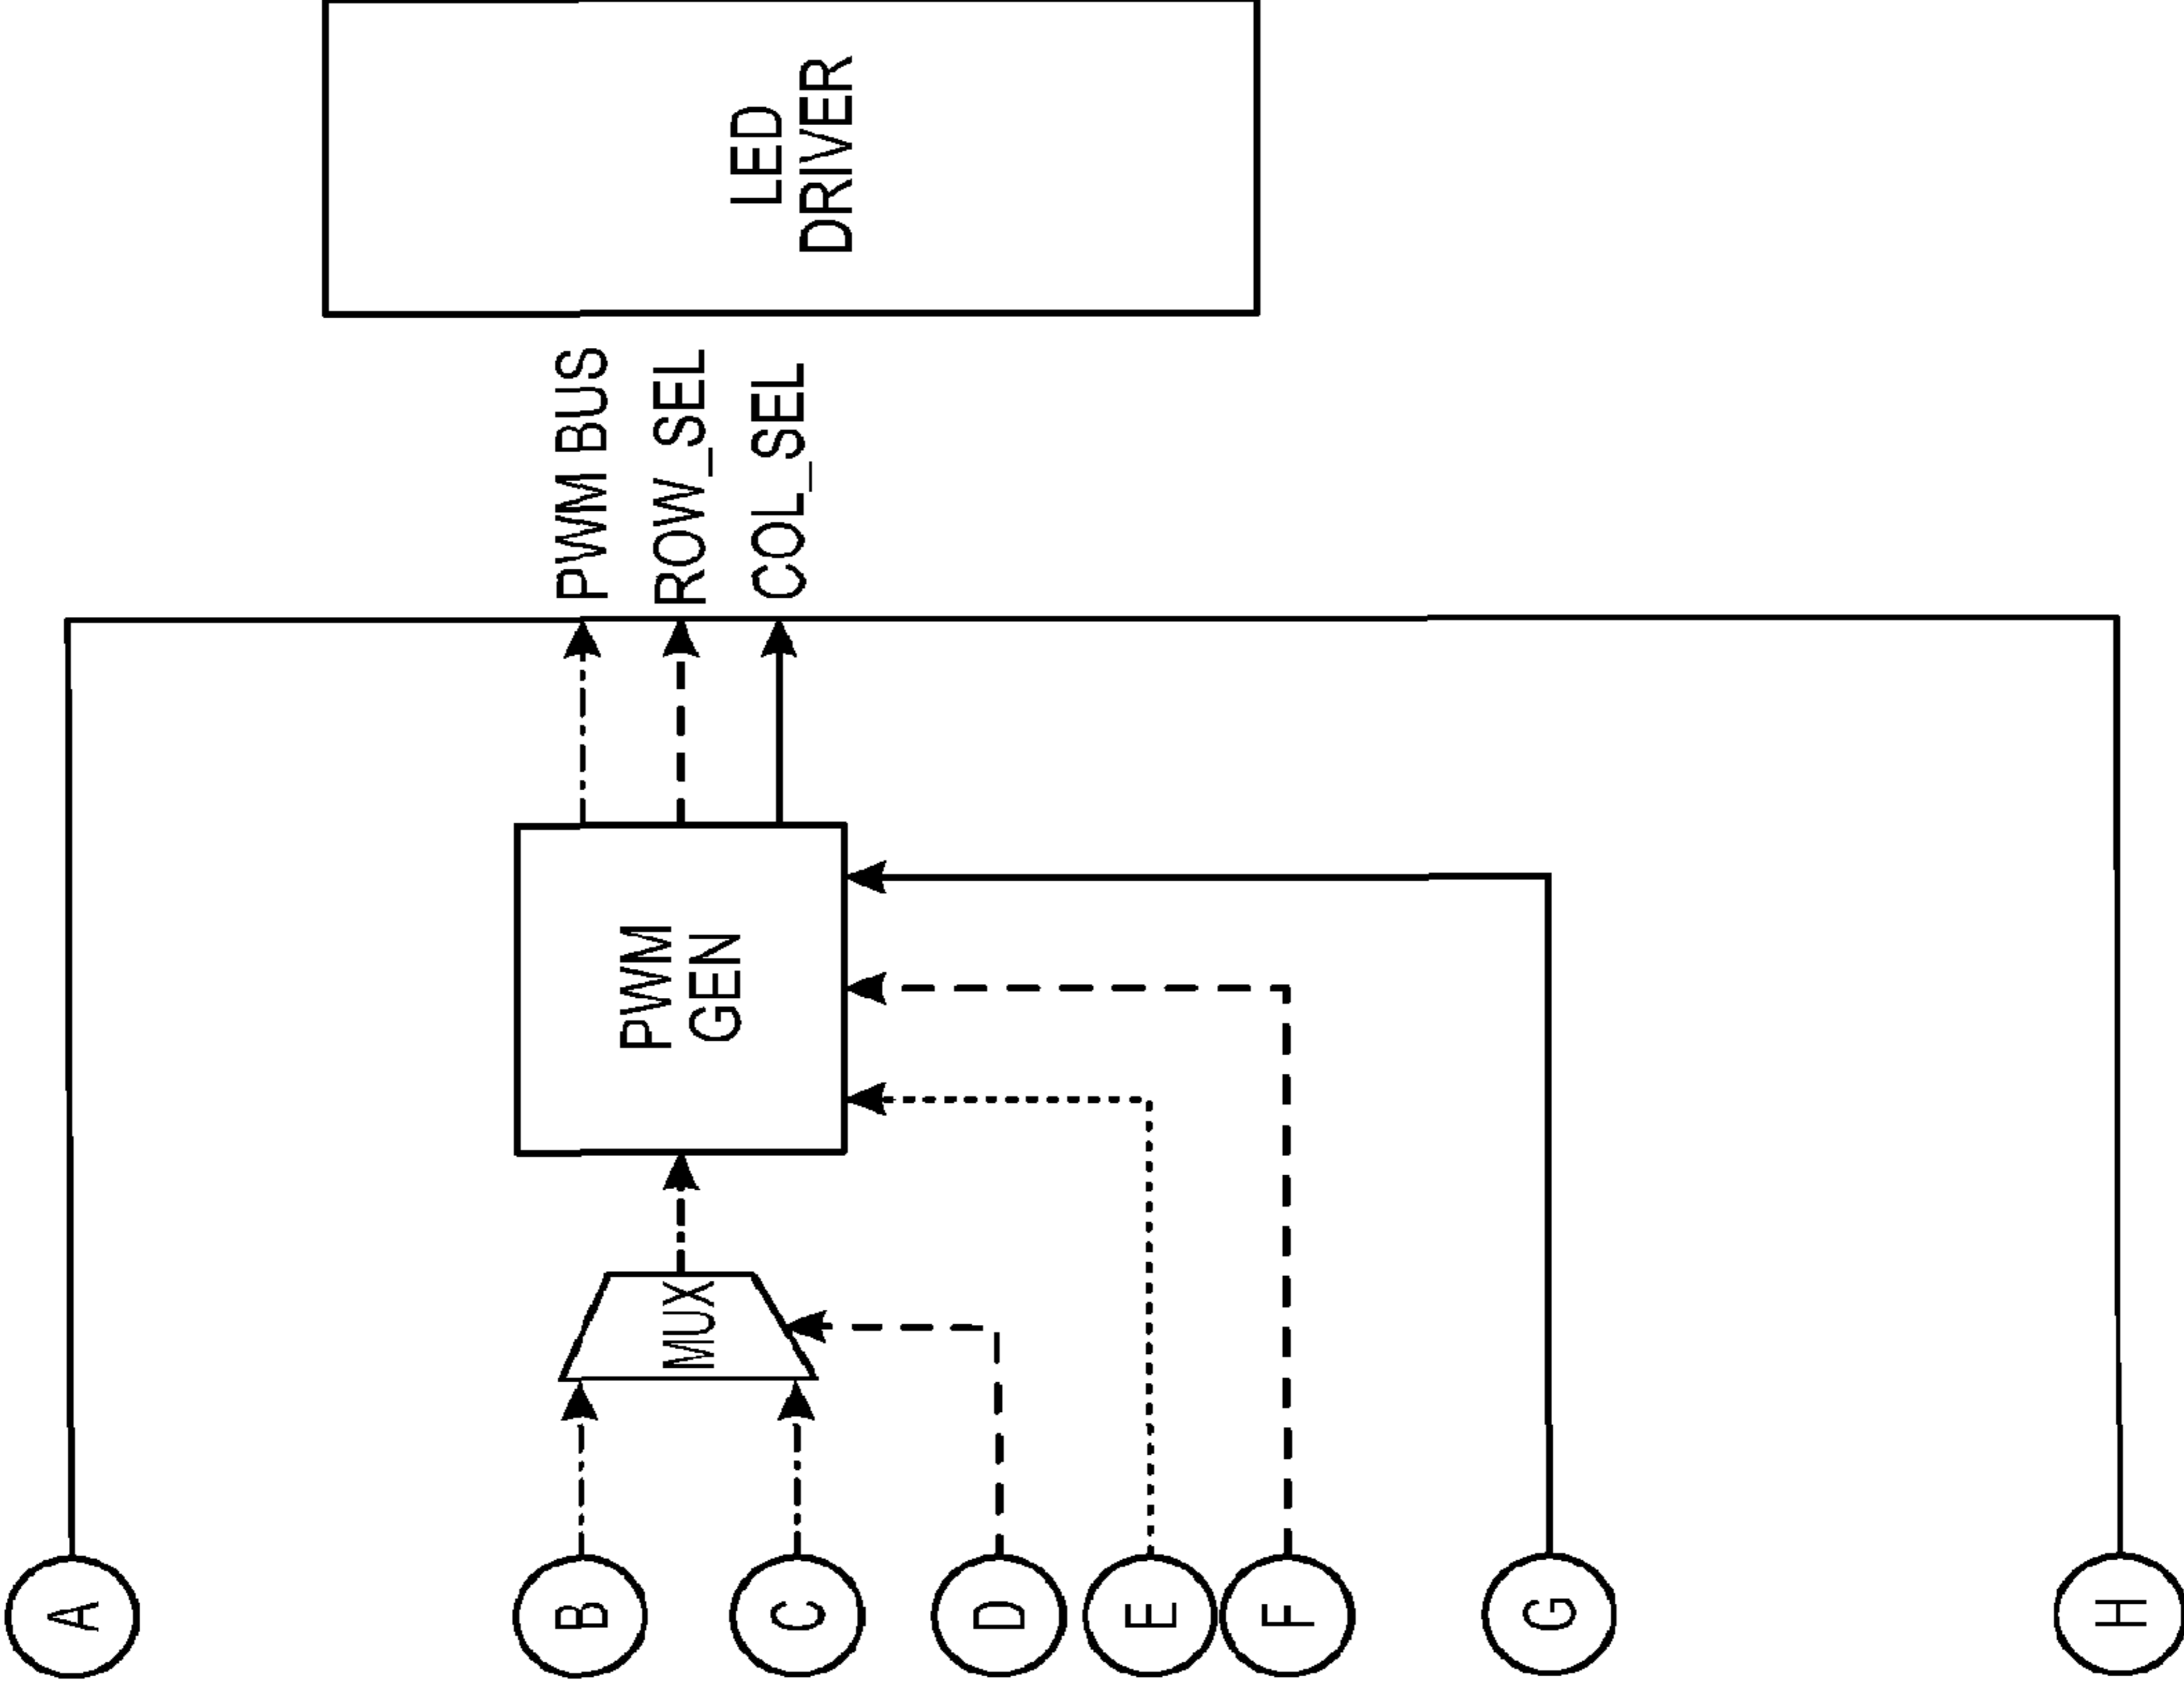 A
B
C
D
E
F
G
H
MUX
PWM
GEN
PWM BUS
ROW_SEL
COL_SEL
LED
DRIVER